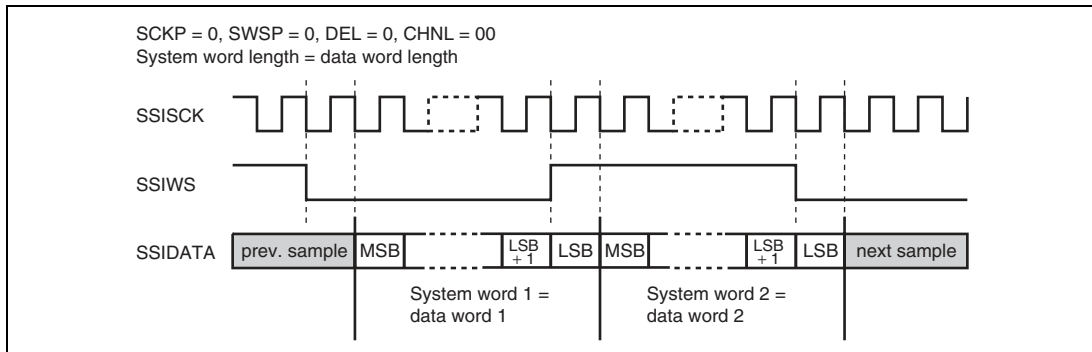 SCKP = 0, SWSP = 0, DEL = 0, CHNL = 00
System word length = data word length
SSISCK
SSIWS
SSIDATA
prev. sample
MSB
LSB
+ 1
LSB
MSB
LSB
+ 1
LSB
next sample
System word 1 =
data word 1
System word 2 =
data word 2